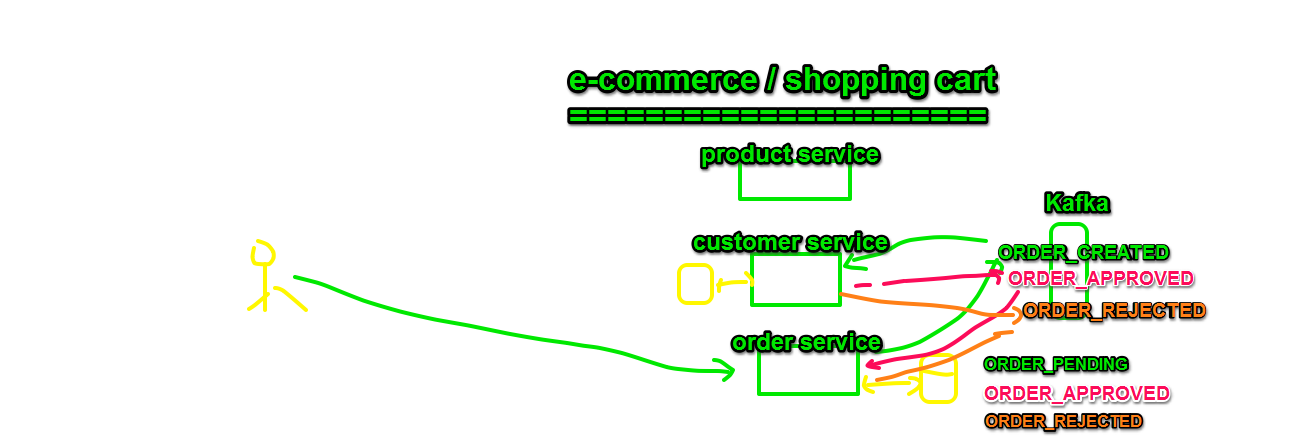 e-commerce / shopping cart
======================
product service
Kafka
customer service
ORDER_CREATED
ORDER_APPROVED
ORDER_REJECTED
order service
ORDER_PENDING
ORDER_APPROVED
ORDER_REJECTED